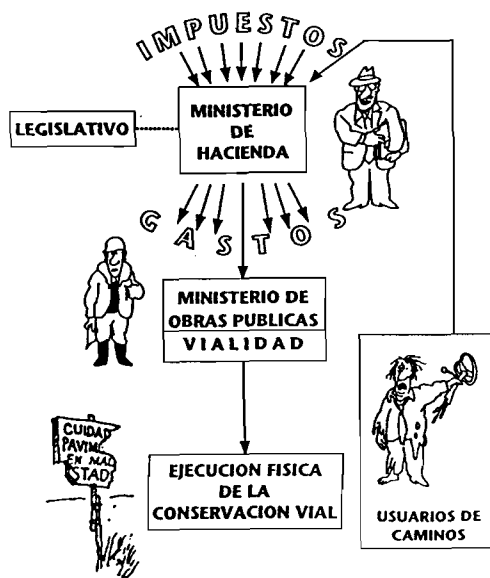 IMPUESTOS
LEGISLATIVO
MINISTERIO
DE
HACIENDA
GASTOS
MINISTERIO DE
OBRAS PUBLICAS
VIALIDAD
CUIDAD
PAVIM
EN MAL
STAD
EJECUCION FISICA
DE LA
CONSERVACION VIAL
USUARIOS DE
CAMINOS